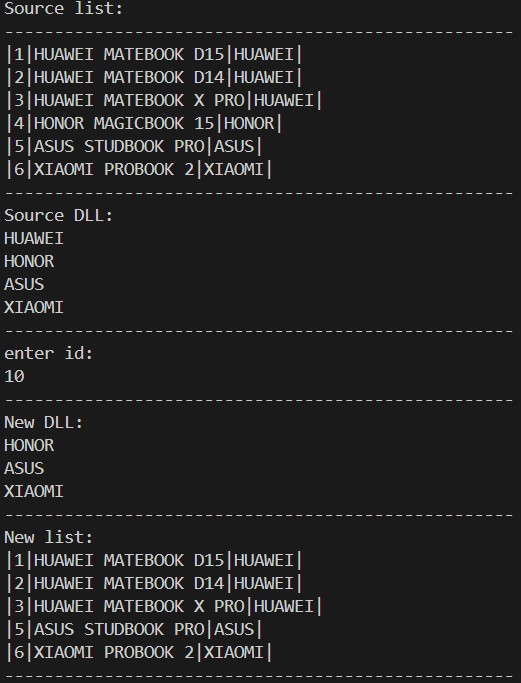 Source list:
---------------------------------------------------
|1|HUAWEI MATEBOOK D15|HUAWEI|
|2|HUAWEI MATEBOOK D14|HUAWEI|
|3|HUAWEI MATEBOOK X PRO|HUAWEI|
|4|HONOR MAGICBOOK 15|HONOR|
|5|ASUS STUDBOOK PRO|ASUS|
|6|XIAOMI PROBOOK 2|XIAOMI|
---------------------------------------------------
Source DLL:
HUAWEI
HONOR
ASUS
XIAOMI
---------------------------------------------------
enter id:
10
---------------------------------------------------
New DLL:
HONOR
ASUS
XIAOMI
---------------------------------------------------
New list:
|1|HUAWEI MATEBOOK D15|HUAWEI|
|2|HUAWEI MATEBOOK D14|HUAWEI|
|3|HUAWEI MATEBOOK X PRO|HUAWEI|
|5|ASUS STUDBOOK PRO|ASUS|
|6|XIAOMI PROBOOK 2|XIAOMI|
---------------------------------------------------